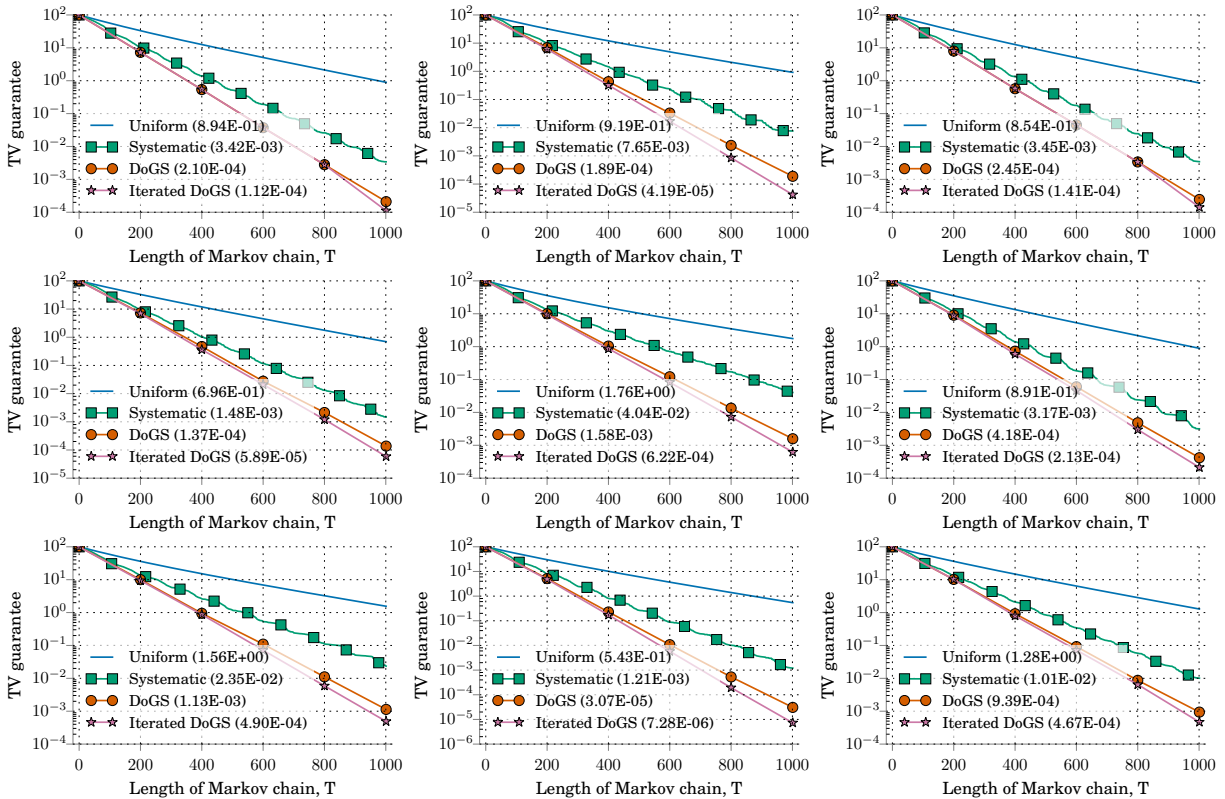 TV guarantee
10^2
10^1
10^0
10^−1
10^−2
10^−3
10^−4
Uniform (8.94E-01)
Systematic (3.42E-03)
DoGS (2.10E-04)
Iterated DoGS (1.12E-04)
0 200 400 600 800 1000
Length of Markov chain, T
TV guarantee
10^2
10^1
10^0
10^−1
10^−2
10^−3
10^−4
10^−5
Uniform (9.19E-01)
Systematic (7.65E-03)
DoGS (1.89E-04)
Iterated DoGS (4.19E-05)
0 200 400 600 800 1000
Length of Markov chain, T
TV guarantee
10^2
10^1
10^0
10^−1
10^−2
10^−3
10^−4
Uniform (8.54E-01)
Systematic (3.45E-03)
DoGS (2.45E-04)
Iterated DoGS (1.41E-04)
0 200 400 600 800 1000
Length of Markov chain, T
TV guarantee
10^2
10^1
10^0
10^−1
10^−2
10^−3
10^−4
10^−5
Uniform (6.96E-01)
Systematic (1.48E-03)
DoGS (1.37E-04)
Iterated DoGS (5.89E-05)
0 200 400 600 800 1000
Length of Markov chain, T
TV guarantee
10^2
10^1
10^0
10^−1
10^−2
10^−3
10^−4
Uniform (1.76E+00)
Systematic (4.04E-02)
DoGS (1.58E-03)
Iterated DoGS (6.22E-04)
0 200 400 600 800 1000
Length of Markov chain, T
TV guarantee
10^2
10^1
10^0
10^−1
10^−2
10^−3
10^−4
Uniform (8.91E-01)
Systematic (3.17E-03)
DoGS (4.18E-04)
Iterated DoGS (2.13E-04)
0 200 400 600 800 1000
Length of Markov chain, T
TV guarantee
10^2
10^1
10^0
10^−1
10^−2
10^−3
10^−4
Uniform (1.56E+00)
Systematic (2.35E-02)
DoGS (1.13E-03)
Iterated DoGS (4.90E-04)
0 200 400 600 800 1000
Length of Markov chain, T
TV guarantee
10^2
10^1
10^0
10^−1
10^−2
10^−3
10^−4
10^−5
10^−6
Uniform (5.43E-01)
Systematic (1.21E-03)
DoGS (3.07E-05)
Iterated DoGS (7.28E-06)
0 200 400 600 800 1000
Length of Markov chain, T
TV guarantee
10^2
10^1
10^0
10^−1
10^−2
10^−3
10^−4
Uniform (1.28E+00)
Systematic (1.01E-02)
DoGS (9.39E-04)
Iterated DoGS (4.67E-04)
0 200 400 600 800 1000
Length of Markov chain, T